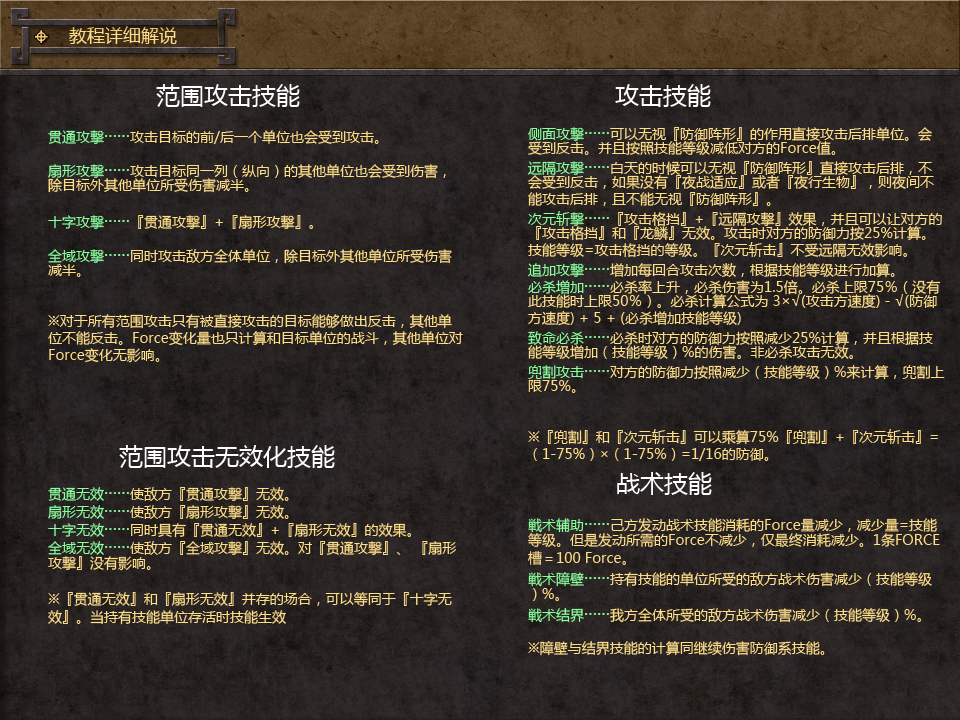 教程详细解说
范围攻击技能
贯通攻撃……攻击目标的前/后一个单位也会受到攻击。
扇形攻撃……攻击目标同一列（纵向）的其他单位也会受到伤害，
除目标外其他单位所受伤害减半。
十字攻撃……『贯通攻撃』+『扇形攻撃』。
全域攻撃……同时攻击敌方全体单位，除目标外其他单位所受伤害
减半。
※对于所有范围攻击只有被直接攻击的目标能够做出反击，其他单
位不能反击。Force变化量也只计算和目标单位的战斗，其他单位对
Force变化无影响。
范围攻击无效化技能
贯通无效……使敌方『贯通攻撃』无效。
扇形无效……使敌方『扇形攻撃』无效。
十字无效……同时具有『贯通无效』+『扇形无效』的效果。
全域无效……使敌方『全域攻撃』无效。对『贯通攻撃』、『扇形
攻撃』没有影响。
※『贯通无效』和『扇形无效』并存的场合，可以等同于『十字无
效』。当持有技能单位存活时技能生效
攻击技能
侧面攻撃……可以无视『防御阵形』的作用直接攻击后排单位。会
受到反击。并且按照技能等级减低对方的Force值。
远隔攻撃……白天的时候可以无视『防御阵形』直接攻击后排，不
会受到反击，如果没有『夜战适应』或者『夜行生物』，则夜间不
能攻击后排，且不能无视『防御阵形』。
次元斩撃……『攻击格挡』+『远隔攻撃』效果，并且可以让对方的
『攻击格挡』和『龙鳞』无效。攻击时对方的防御力按25%计算。
技能等级=攻击格挡的等级。『次元斩击』不受远隔无效影响。
追加攻撃……增加每回合攻击次数，根据技能等级进行加算。
必杀增加……必杀率上升，必杀伤害为1.5倍。必杀上限75%（没有
此技能时上限50%）。必杀计算公式为 3×√(攻击方速度) - √(防御
方速度) + 5 + (必杀增加技能等级)
致命必杀……必杀时对方的防御力按照减少25%计算，并且根据技
能等级增加（技能等级）%的伤害。非必杀攻击无效。
兜割攻击……对方的防御力按照减少（技能等级）%来计算，兜割上
限75%。
※『兜割』和『次元斩击』可以乘算75%『兜割』+『次元斩击』=
（1-75%）×（1-75%）=1/16的防御。
战术技能
戦术辅助……己方发动战术技能消耗的Force量减少，减少量=技能
等级。但是发动所需的Force不减少，仅最终消耗减少。1条FORCE
槽＝100 Force。
戦术障壁……持有技能的单位所受的敌方战术伤害减少（技能等级
）%。
戦术结界……我方全体所受的敌方战术伤害减少（技能等级）%。
※障壁与结界技能的计算同继续伤害防御系技能。